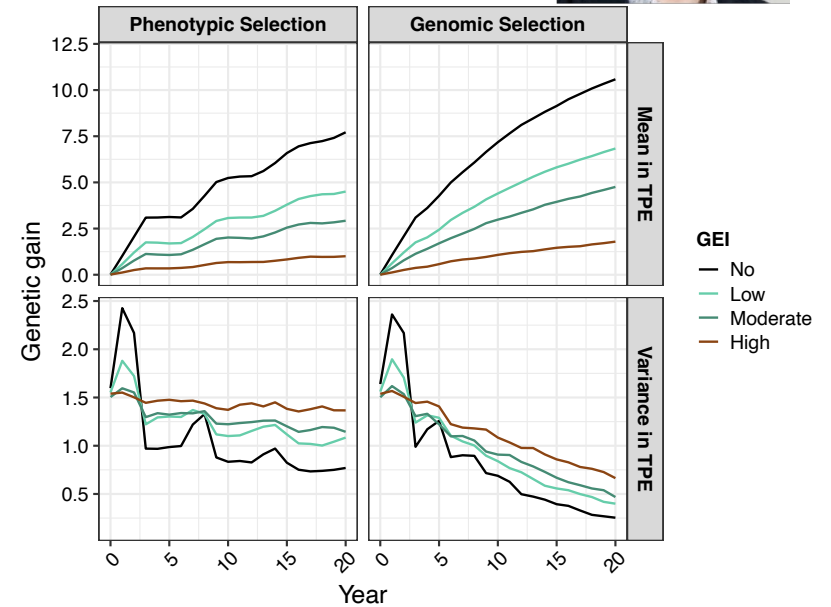 Phenotypic Selection
Genomic Selection
12.5
10.0
7.5
5.0
2.5
0.0
Mean in TPE
2.5
2.0
1.5
1.0
0.5
Variance in TPE
Genetic gain
0 5 10 15 20
0 5 10 15 20
Year
GEI
No
Low
Moderate
High